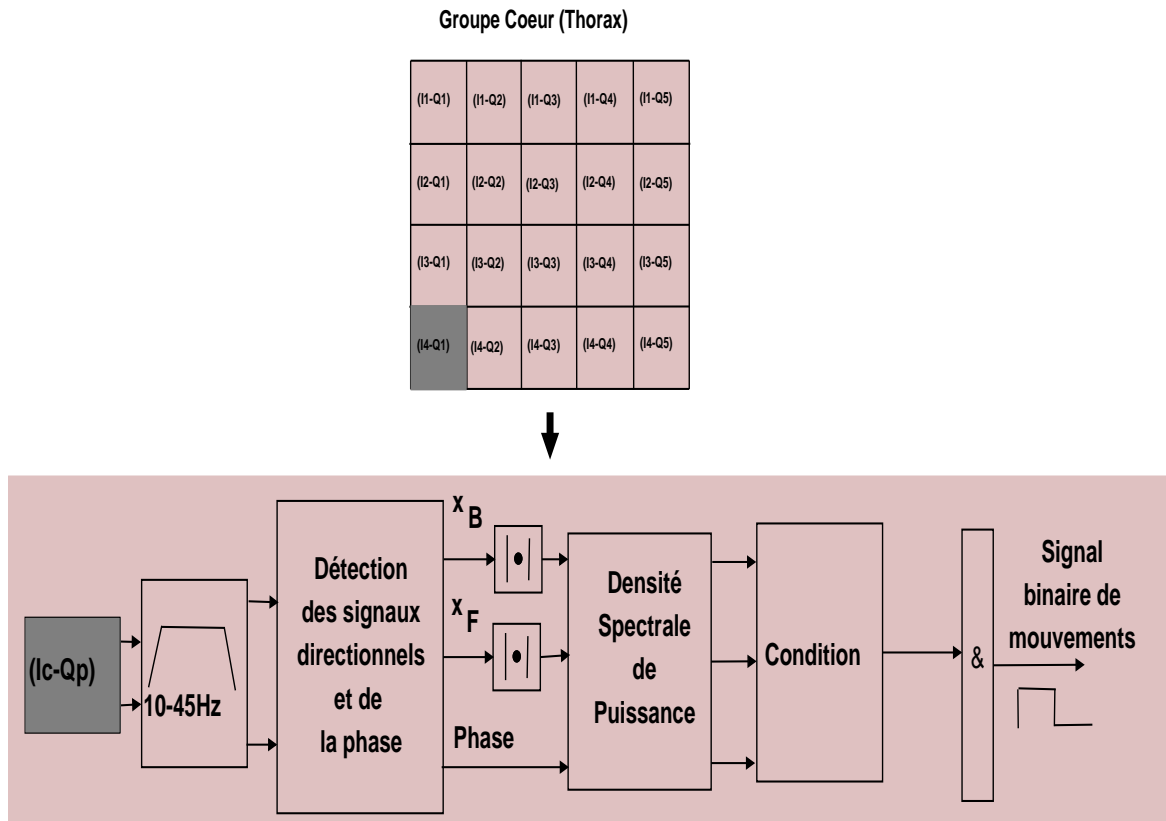 Groupe Coeur (Thorax)
(I1-Q1) (I1-Q2) (I1-Q3) (I1-Q4) (I1-Q5)
(I2-Q1) (I2-Q2) (I2-Q3) (I2-Q4) (I2-Q5)
(I3-Q1) (I3-Q2) (I3-Q3) (I3-Q4) (I3-Q5)
(I4-Q1) (I4-Q2) (I4-Q3) (I4-Q4) (I4-Q5)
(Ic-Qp)
10-45Hz
Détection
des signaux
directionnels
et de
la phase
x B
x F
Phase
|•|
|•|
Densité
Spectrale
de
Puissance
Condition
&
Signal
binaire de
mouvements